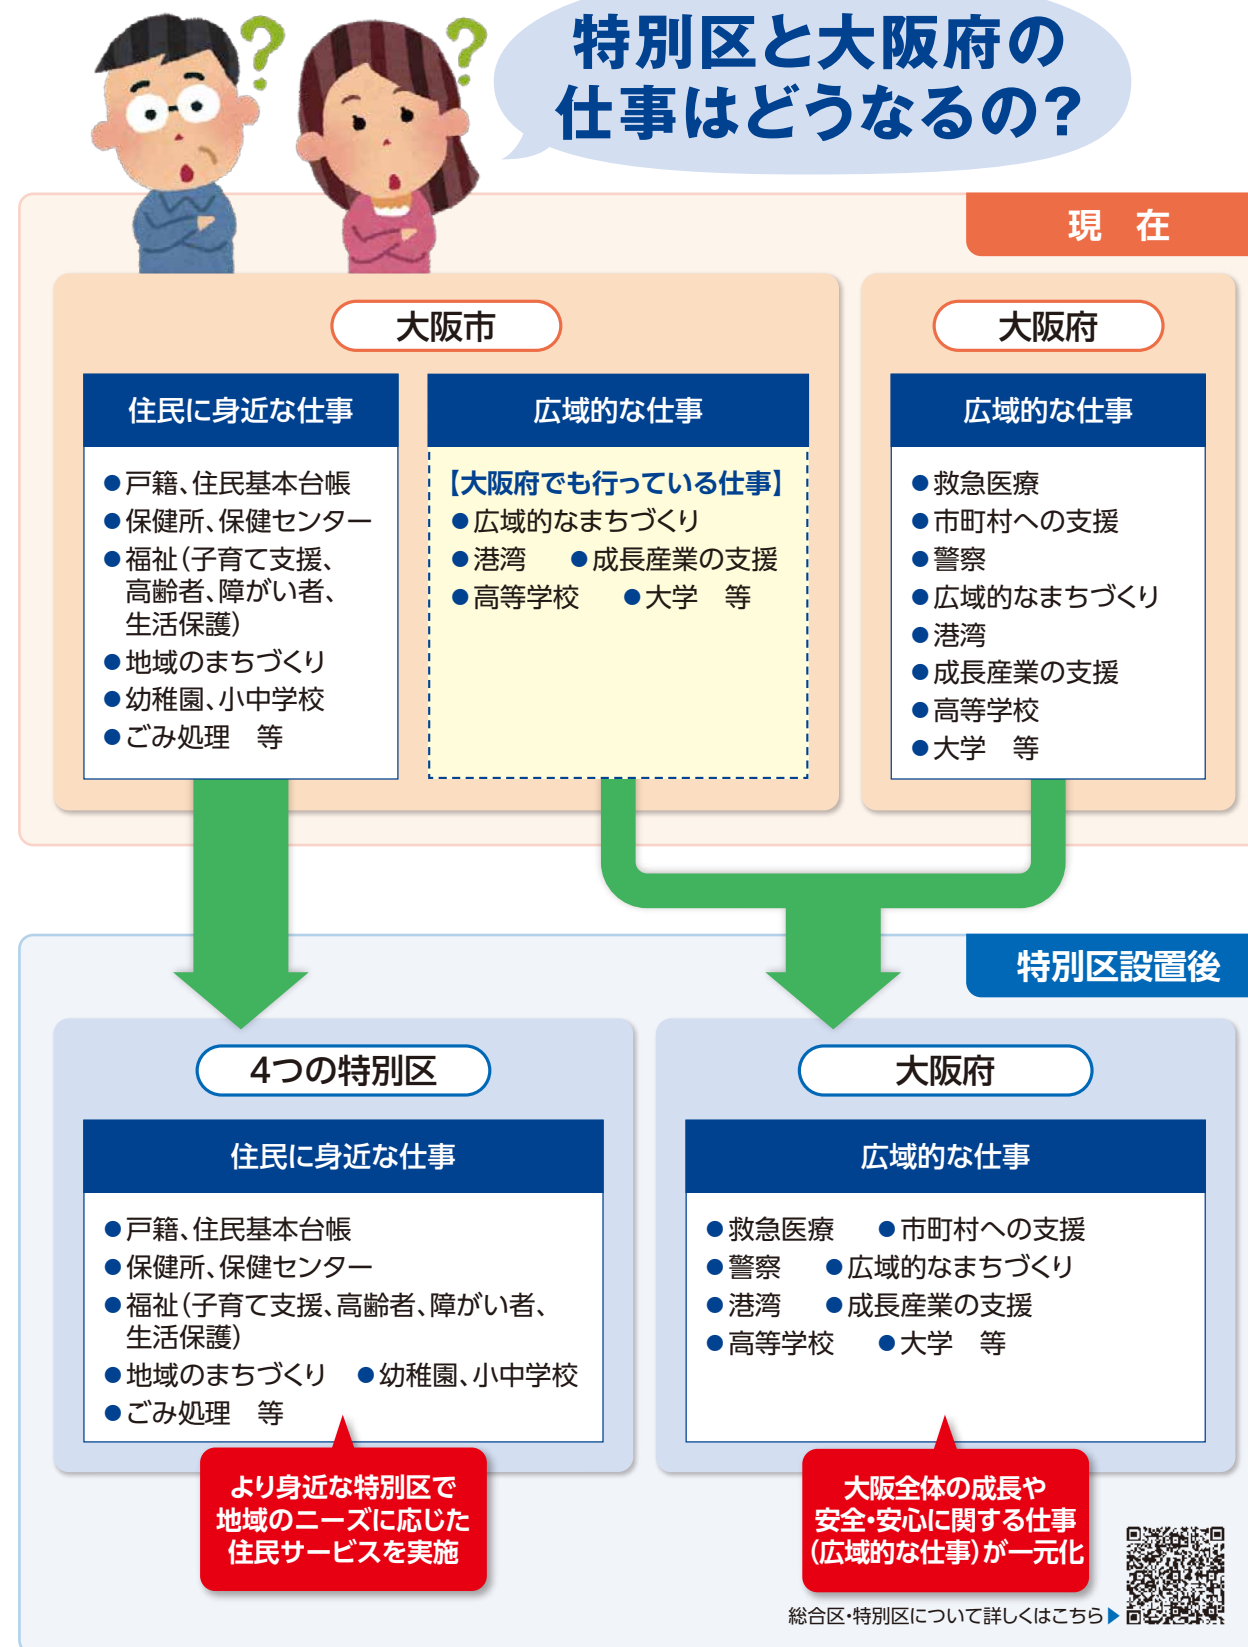 特別区と大阪府の
仕事はどうなるの？
？
？
現　在
大阪市
住民に身近な仕事
●戸籍、住民基本台帳
●保健所、保健センター
●福祉（子育て支援、
高齢者、障がい者、
生活保護）
●地域のまちづくり
●幼稚園、小中学校
●ごみ処理　等
広域的な仕事
【大阪府でも行っている仕事】
●広域的なまちづくり
●港湾　●成長産業の支援
●高等学校　●大学　等
大阪府
広域的な仕事
●救急医療
●市町村への支援
●警察
●広域的なまちづくり
●港湾
●成長産業の支援
●高等学校
●大学　等
特別区設置後
4つの特別区
住民に身近な仕事
●戸籍、住民基本台帳
●保健所、保健センター
●福祉（子育て支援、高齢者、障がい者、
生活保護）
●地域のまちづくり　●幼稚園、小中学校
●ごみ処理　等
より身近な特別区で
地域のニーズに応じた
住民サービスを実施
大阪府
広域的な仕事
●救急医療　●市町村への支援
●警察　●広域的なまちづくり
●港湾　●成長産業の支援
●高等学校　●大学　等
大阪全体の成長や
安全・安心に関する仕事
（広域的な仕事）が一元化
総合区・特別区について詳しくはこちら▶